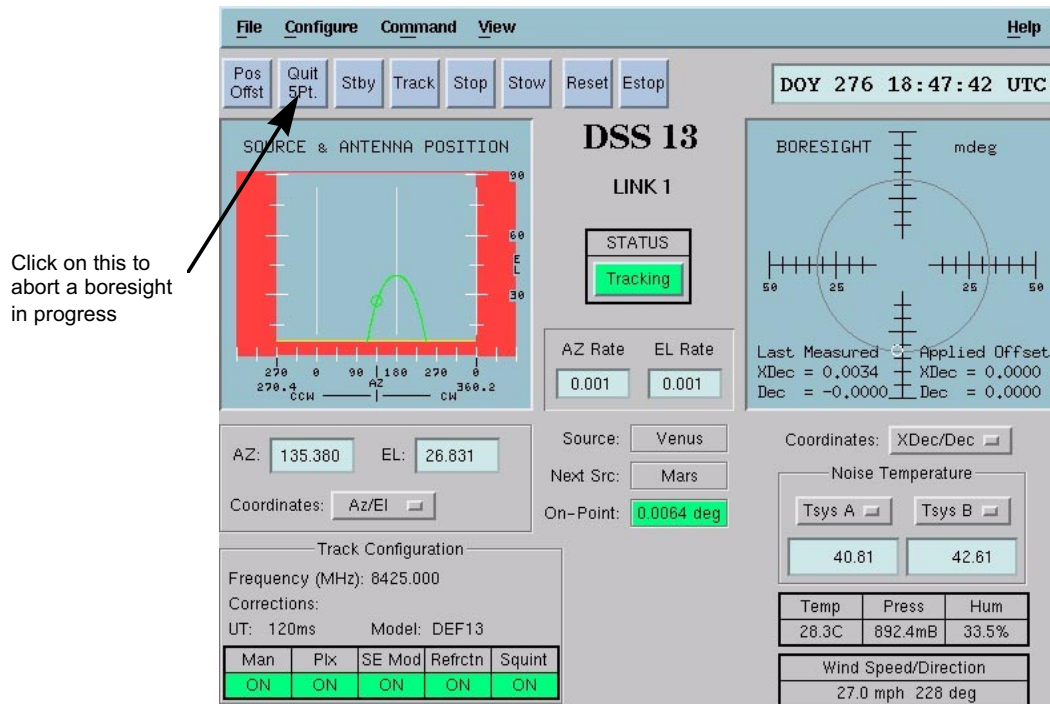 File Configure Command View Help
Pos Offst
Quit 5Pt.
Stby Track Stop Stow Reset Estop
DOY 276 18:47:42 UTC
Click on this to
abort a boresight
in progress
SOURCE & ANTENNA POSITION
90
60
EL
30
270 0 90 180 270 0
270.4 AZ 360.2
CCW CW
DSS 13
LINK 1
STATUS
Tracking
AZ Rate EL Rate
0.001 0.001
BORESIGHT mdeg
50 25 25 50
Last Measured Applied Offset
XDec = 0.0034 XDec = 0.0000
Dec = -0.0000 Dec = 0.0000
AZ: 135.380 EL: 26.831
Coordinates: Az/El
Source: Venus
Next Src: Mars
On-Point: 0.0064 deg
Coordinates: XDec/Dec
Noise Temperature
Tsys A Tsys B
40.81 42.61
Track Configuration
Frequency (MHz): 8425.000
Corrections:
UT: 120ms Model: DEF13
Man Plx SE Mod Refrctn Squint
ON ON ON ON ON
Temp Press Hum
28.3C 892.4mB 33.5%
Wind Speed/Direction
27.0 mph 228 deg